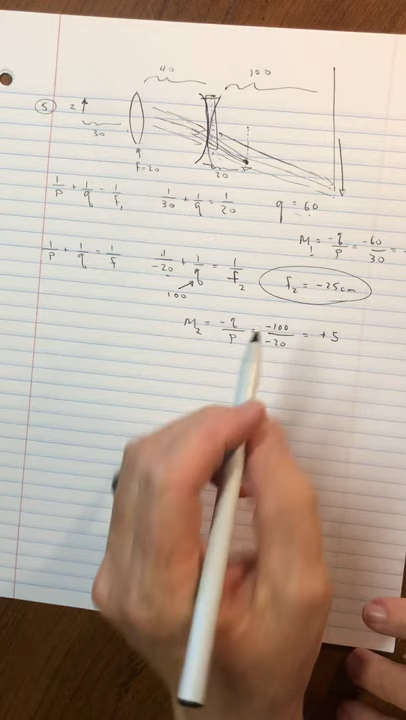 40 100
5 2
30
f=20 20
1/p + 1/q = 1/f₁ 1/30 + 1/q = 1/20 q = 60
M₁ = -q/p = -60/30 = -
1/p + 1/q = 1/f 1/-20 + 1/q = 1/f₂ f₂ = -25cm
100
M₂ = -q/p = -100/-20 = +5